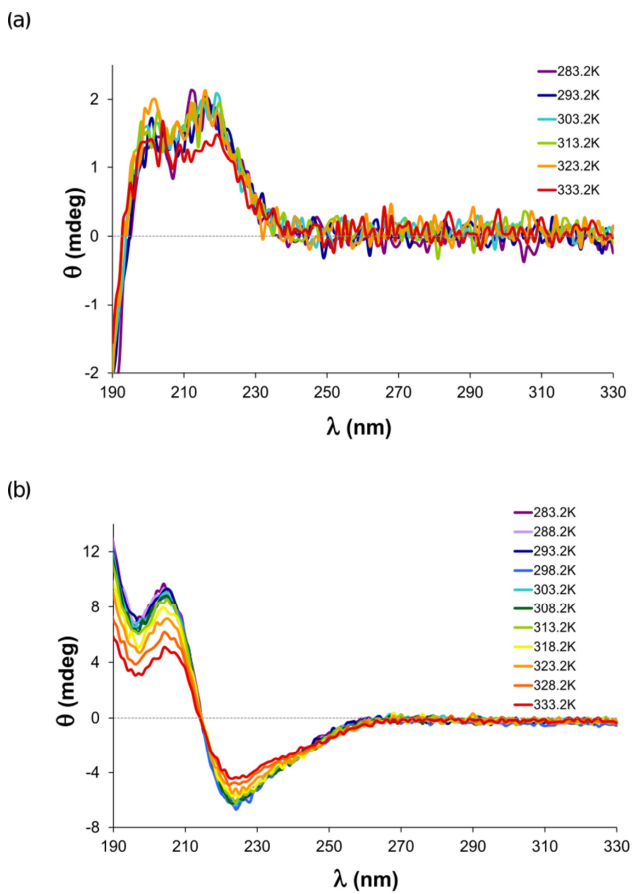 (a)
2
1
0
-1
-2
θ (mdeg)
190 210 230 250 270 290 310 330
λ (nm)
283.2K
293.2K
303.2K
313.2K
323.2K
333.2K
(b)
12
8
4
0
-4
-8
θ (mdeg)
190 210 230 250 270 290 310 330
λ (nm)
283.2K
288.2K
293.2K
298.2K
303.2K
308.2K
313.2K
318.2K
323.2K
328.2K
333.2K